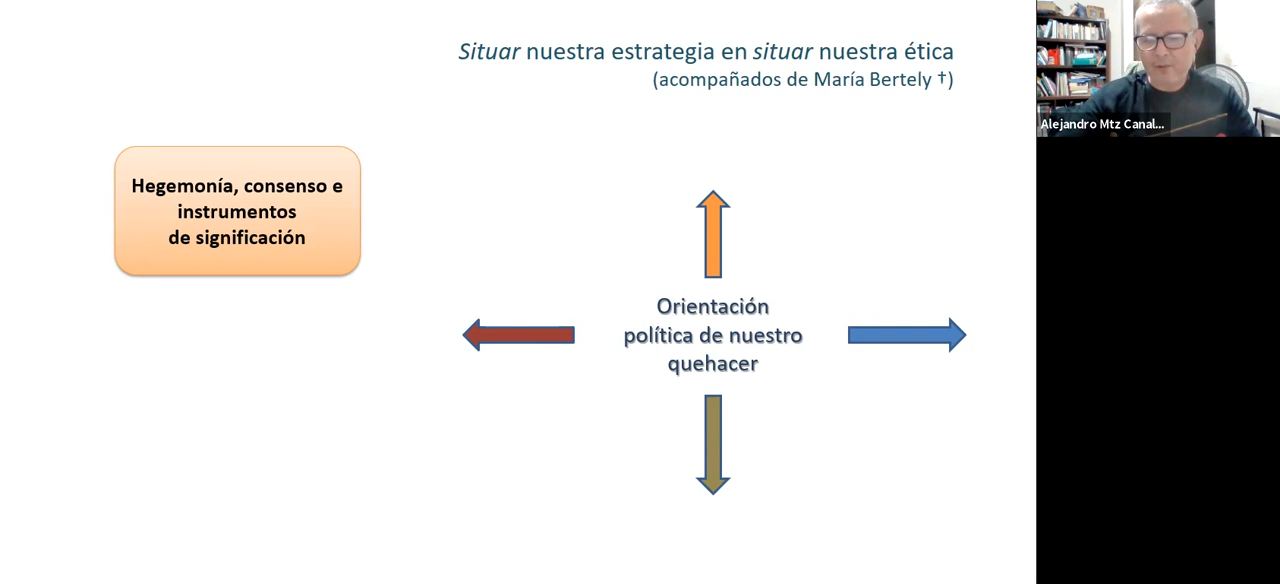 Situar nuestra estrategia en situar nuestra ética
(acompañados de María Bertely †)
Hegemonía, consenso e
instrumentos
de significación
Orientación
política de nuestro
quehacer
Alejandro Mtz Canal...